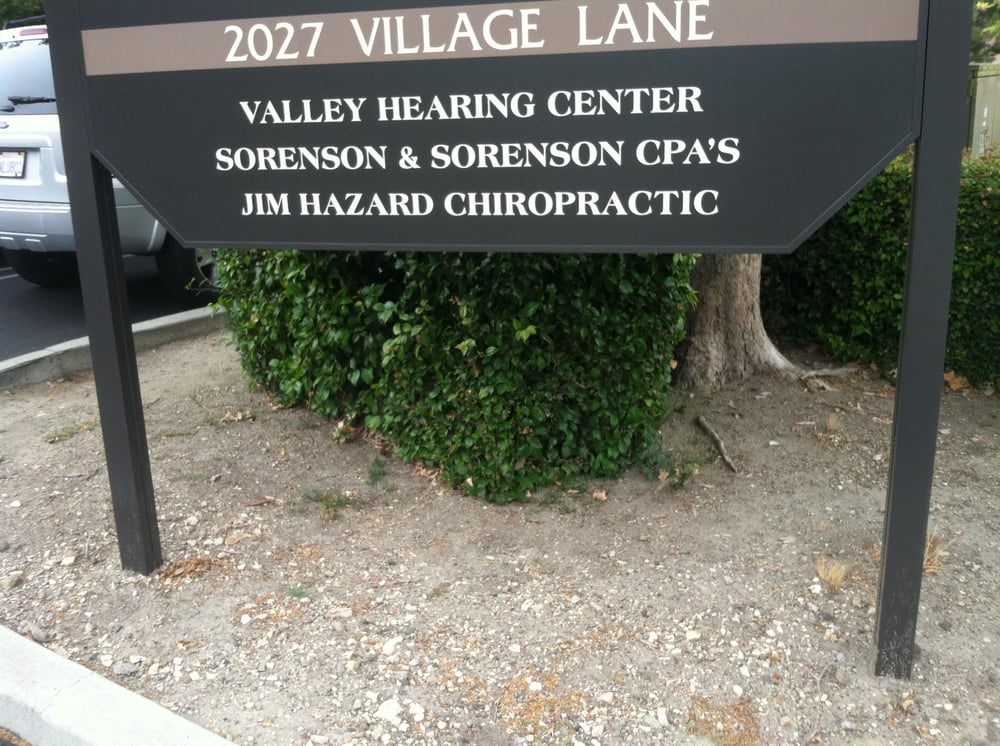 2027 VILLAGE LANE
VALLEY HEARING CENTER
SORENSON & SORENSON CPA'S
JIM HAZARD CHIROPRACTIC